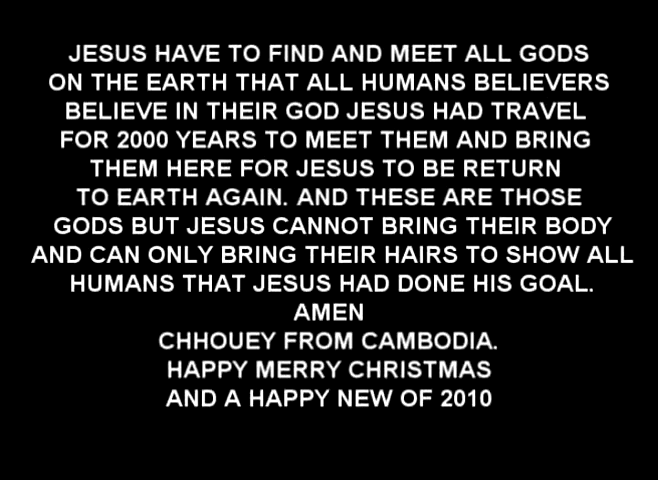 JESUS HAVE TO FIND AND MEET ALL GODS
ON THE EARTH THAT ALL HUMANS BELIEVERS
BELIEVE IN THEIR GOD JESUS HAD TRAVEL
FOR 2000 YEARS TO MEET THEM AND BRING
THEM HERE FOR JESUS TO BE RETURN
TO EARTH AGAIN. AND THESE ARE THOSE
GODS BUT JESUS CANNOT BRING THEIR BODY
AND CAN ONLY BRING THEIR HAIRS TO SHOW ALL
HUMANS THAT JESUS HAD DONE HIS GOAL.
AMEN
CHHOUEY FROM CAMBODIA.
HAPPY MERRY CHRISTMAS
AND A HAPPY NEW OF 2010